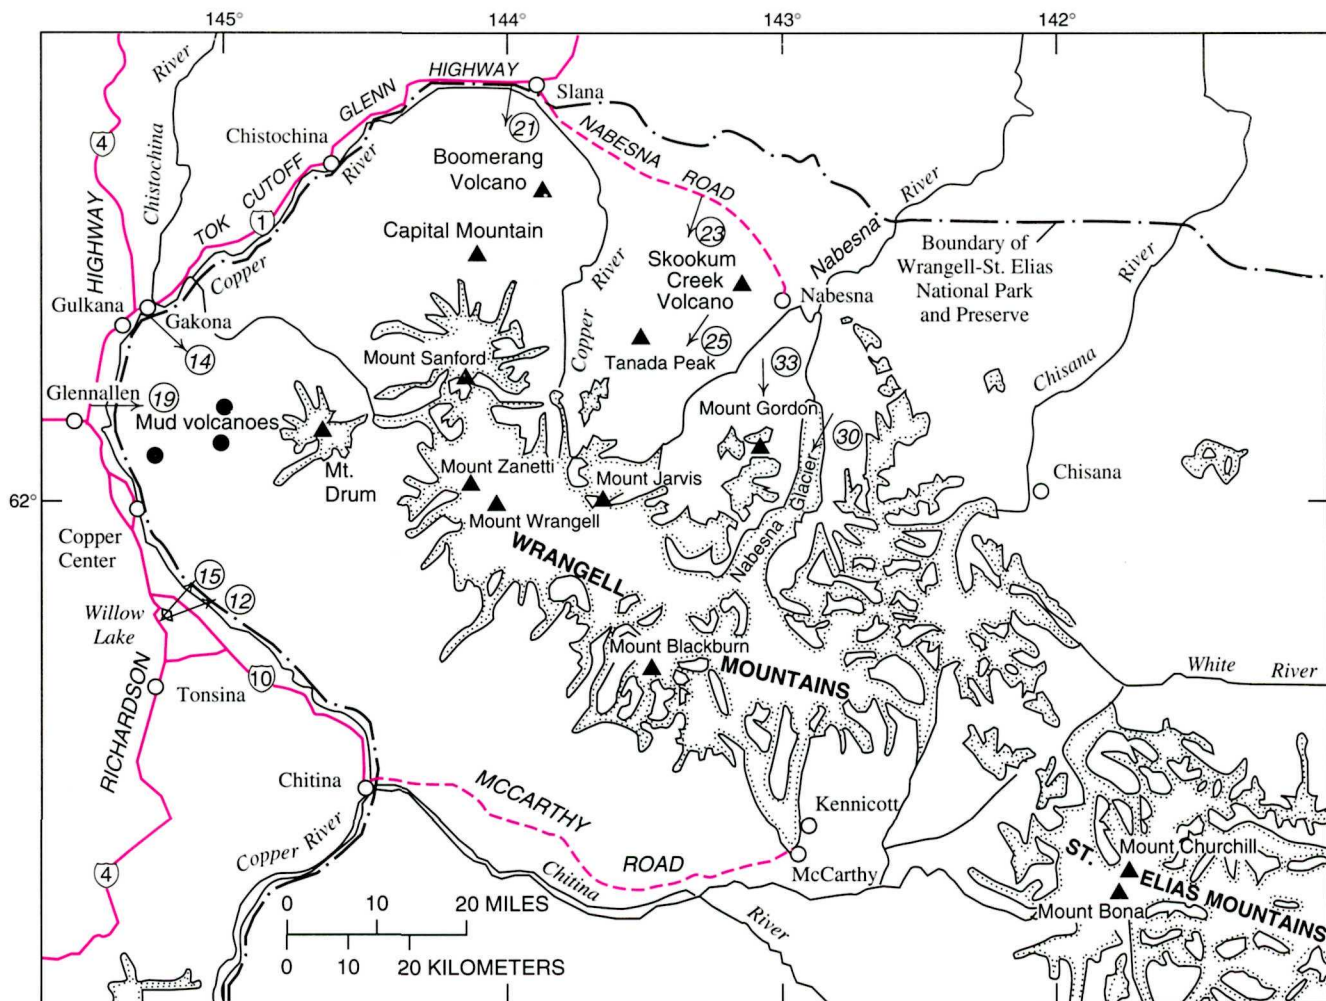 145°
144°
143°
142°
River
HIGHWAY
GLENN
Slana
4
Chistochina
21
NABESNA
Boomerang
Volcano
River
CUTOFF
ROAD
River
Chistochina
HIGHWAY
TOK
1
Capital Mountain
23
Skookum
Creek
Volcano
Nabesna
Boundary of
Wrangell-St. Elias
National Park
and Preserve
River
Copper
River
Gulkana
Gakona
Nabesna
14
Copper
25
Tanada Peak
Mount Sanford
33
Chisana
Glennallen
19
Mud volcanoes
Mount Gordon
30
Mt.
Drum
Mount Zanetti
Mount Jarvis
Glacier
Chisana
62°
Mount Wrangell
Copper
Center
WRANGELL
Nabesna
15
12
Willow
Lake
Mount Blackburn
MOUNTAINS
White
River
RICHARDSON
Tonsina
10
Chitina
MCCARTHY
Kennicott
4
Copper River
ROAD
McCarthy
ST.
Mount Churchill
Chitina
ELIAS MOUNTAINS
Mount Bona
River
0 10 20 MILES
0 10 20 KILOMETERS